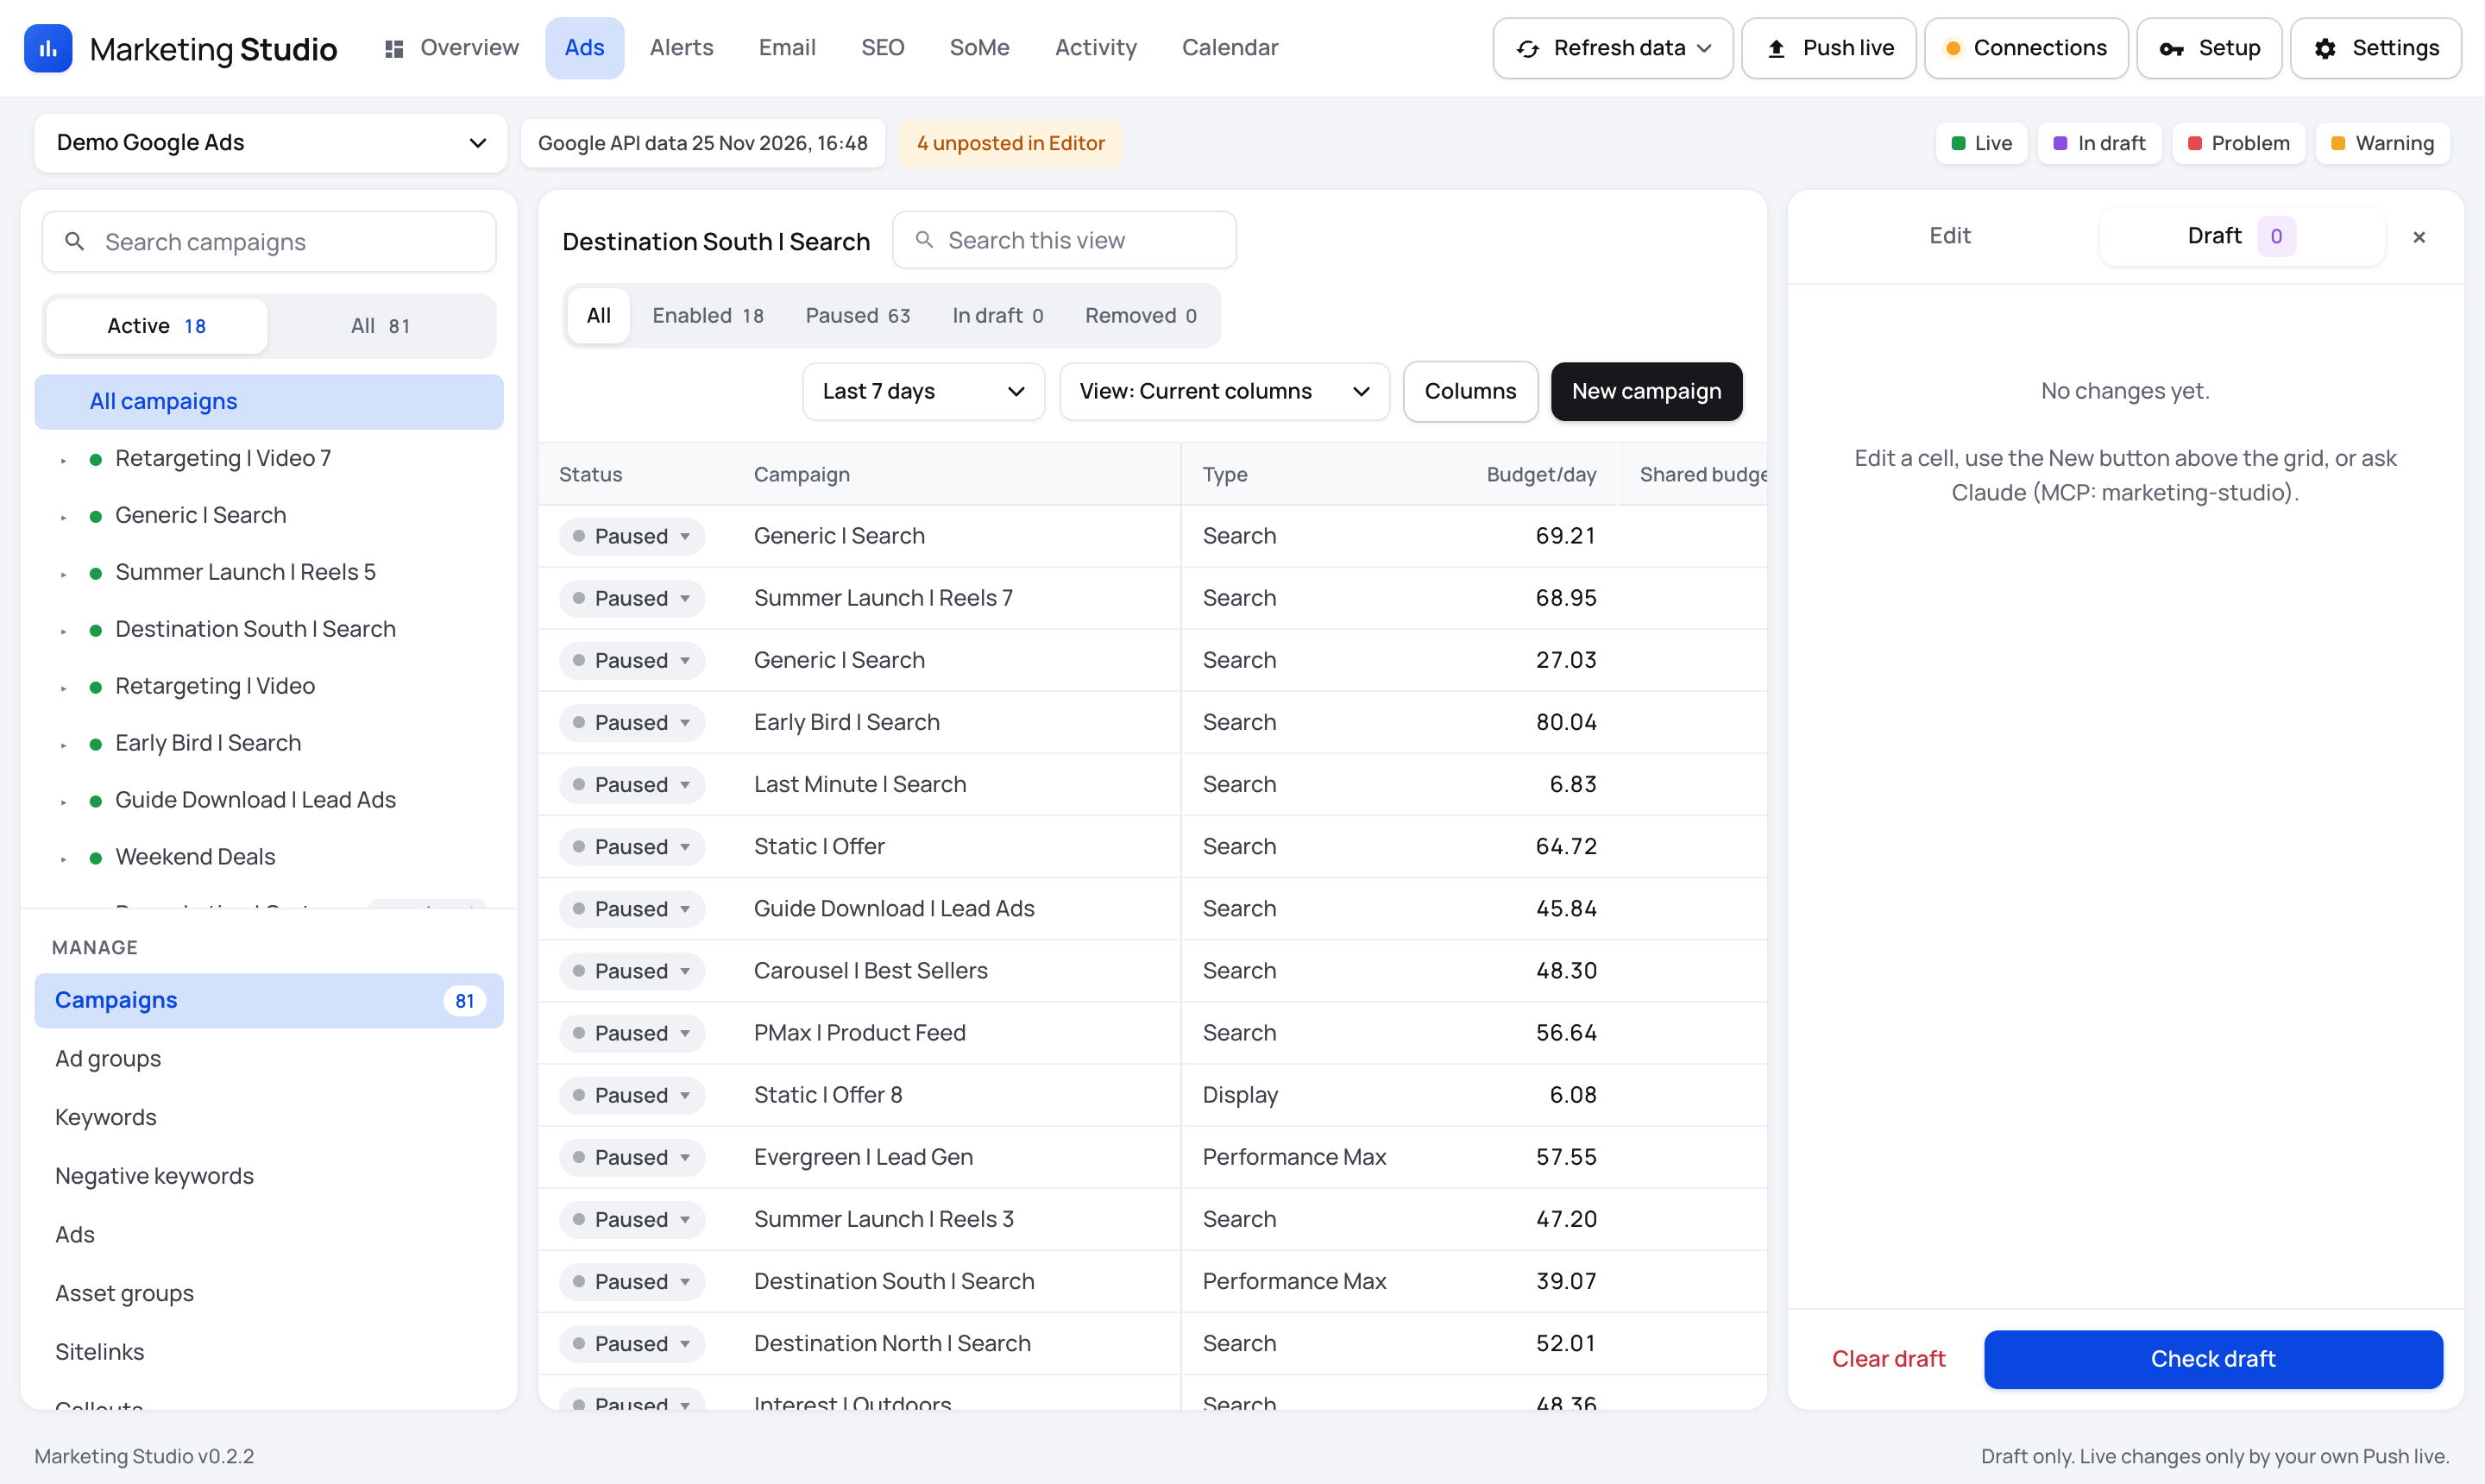 Marketing Studio
Overview
Ads
Alerts
Email
SEO
SoMe
Activity
Calendar
Refresh data
Push live
Connections
Setup
Settings
Demo Google Ads
Google API data 25 Nov 2026, 16:48
4 unposted in Editor
Live
In draft
Problem
Warning
Search campaigns
Active 18
All 81
All campaigns
Retargeting | Video 7
Generic | Search
Summer Launch | Reels 5
Destination South | Search
Retargeting | Video
Early Bird | Search
Guide Download | Lead Ads
Weekend Deals
MANAGE
Campaigns 81
Ad groups
Keywords
Negative keywords
Ads
Asset groups
Sitelinks
Callouts
Destination South | Search
Search this view
All
Enabled 18
Paused 63
In draft 0
Removed 0
Last 7 days
View: Current columns
Columns
New campaign
Status Campaign Type Budget/day Shared budge
Paused Generic | Search Search 69.21
Paused Summer Launch | Reels 7 Search 68.95
Paused Generic | Search Search 27.03
Paused Early Bird | Search Search 80.04
Paused Last Minute | Search Search 6.83
Paused Static | Offer Search 64.72
Paused Guide Download | Lead Ads Search 45.84
Paused Carousel | Best Sellers Search 48.30
Paused PMax | Product Feed Search 56.64
Paused Static | Offer 8 Display 6.08
Paused Evergreen | Lead Gen Performance Max 57.55
Paused Summer Launch | Reels 3 Search 47.20
Paused Destination South | Search Performance Max 39.07
Paused Destination North | Search Search 52.01
Paused Interest | Outdoors Search 48.36
Edit
Draft 0
No changes yet.
Edit a cell, use the New button above the grid, or ask
Claude (MCP: marketing-studio).
Clear draft
Check draft
Marketing Studio v0.2.2
Draft only. Live changes only by your own Push live.